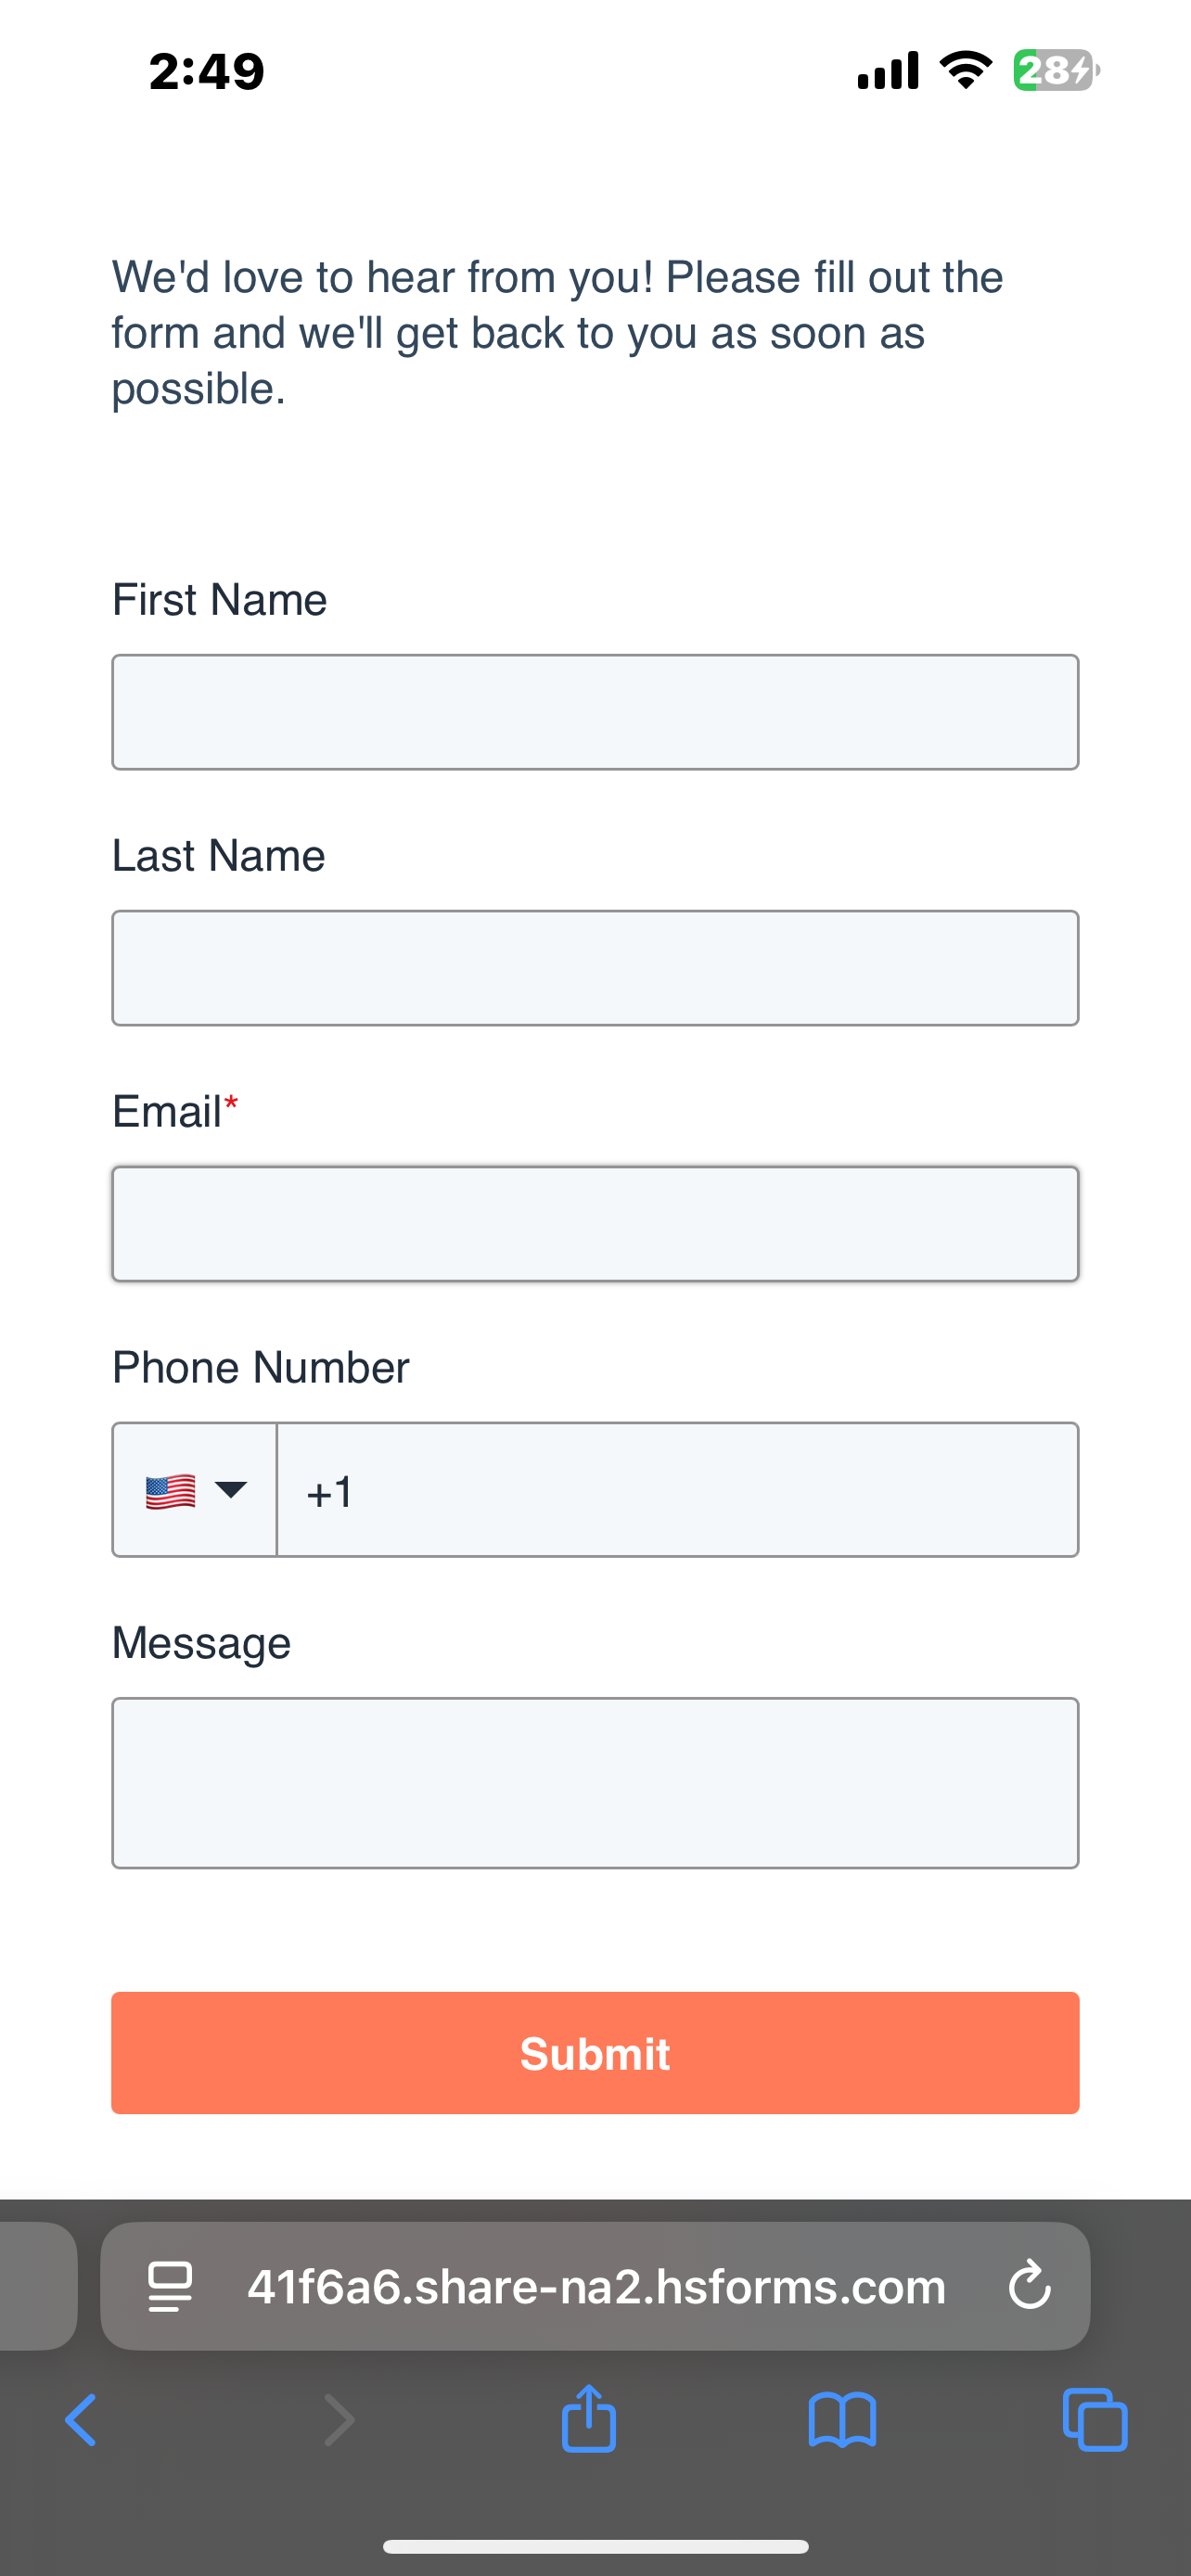 2:49
28
We'd love to hear from you! Please fill out the
form and we'll get back to you as soon as
possible.
First Name
Last Name
Email*
Phone Number
+1
Message
Submit
41f6a6.share-na2.hsforms.com